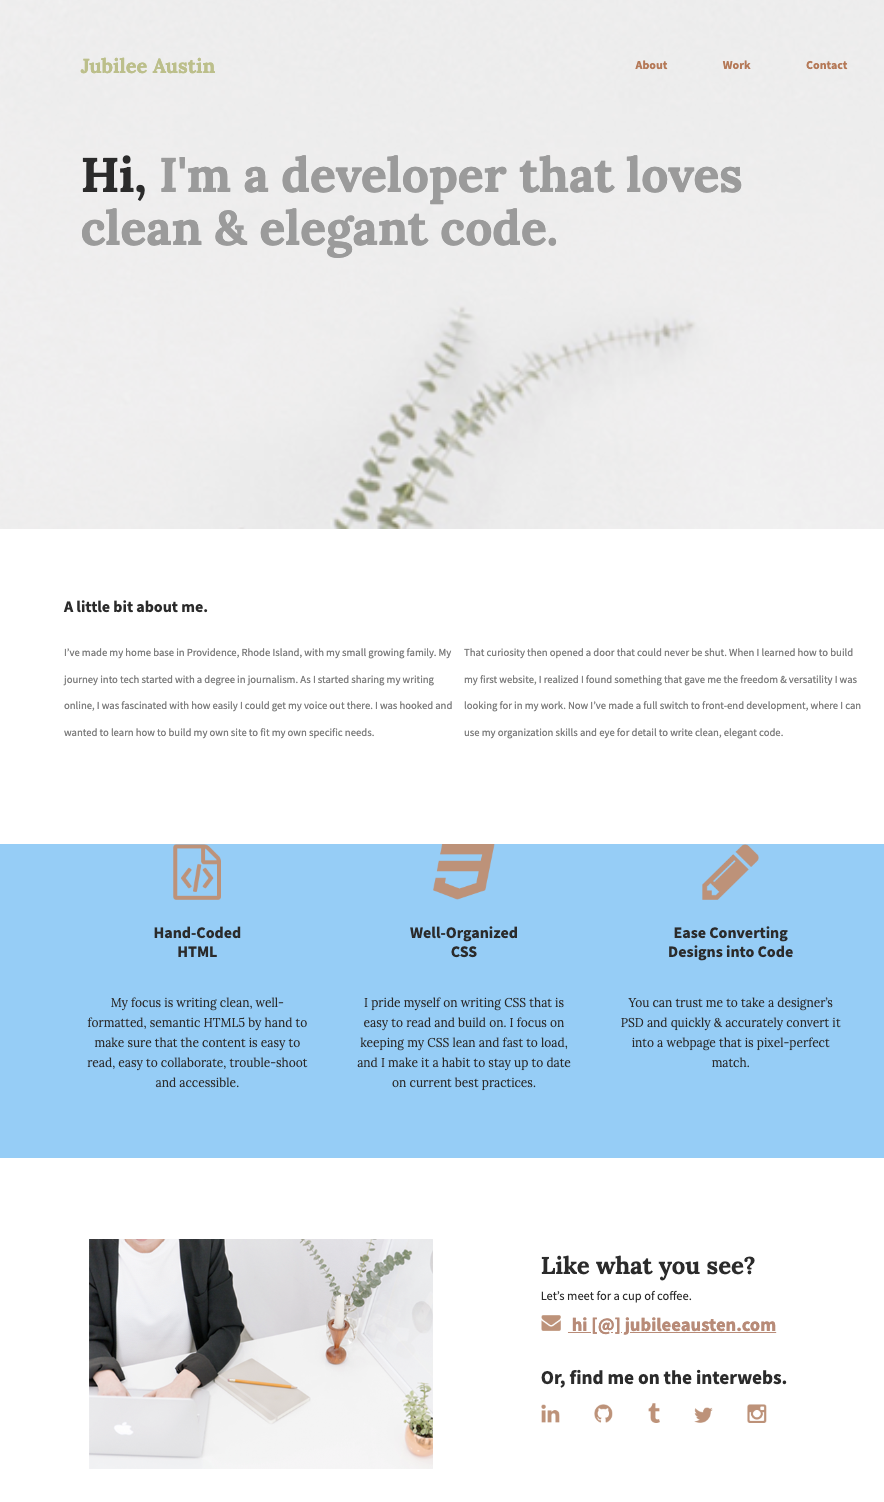 Jubilee Austin
About Work Contact
Hi, I'm a developer that loves
clean & elegant code.
A little bit about me.
I've made my home base in Providence, Rhode Island, with my small growing family. My
journey into tech started with a degree in journalism. As I started sharing my writing
online, I was fascinated with how easily I could get my voice out there. I was hooked and
wanted to learn how to build my own site to fit my own specific needs.
That curiosity then opened a door that could never be shut. When I learned how to build
my first website, I realized I found something that gave me the freedom & versatility I was
looking for in my work. Now I've made a full switch to front-end development, where I can
use my organization skills and eye for detail to write clean, elegant code.
Hand-Coded
HTML
My focus is writing clean, well-
formatted, semantic HTML5 by hand to
make sure that the content is easy to
read, easy to collaborate, trouble-shoot
and accessible.
Well-Organized
CSS
I pride myself on writing CSS that is
easy to read and build on. I focus on
keeping my CSS lean and fast to load,
and I make it a habit to stay up to date
on current best practices.
Ease Converting
Designs into Code
You can trust me to take a designer's
PSD and quickly & accurately convert it
into a webpage that is pixel-perfect
match.
Like what you see?
Let's meet for a cup of coffee.
hi [@] jubileeausten.com
Or, find me on the interwebs.